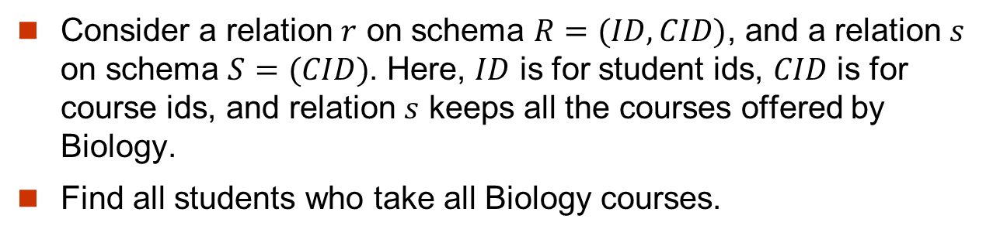 Consider a relation r on schema R = (ID, CID), and a relation s
on schema S = (CID). Here, ID is for student ids, CID is for
course ids, and relation s keeps all the courses offered by
Biology.
Find all students who take all Biology courses.